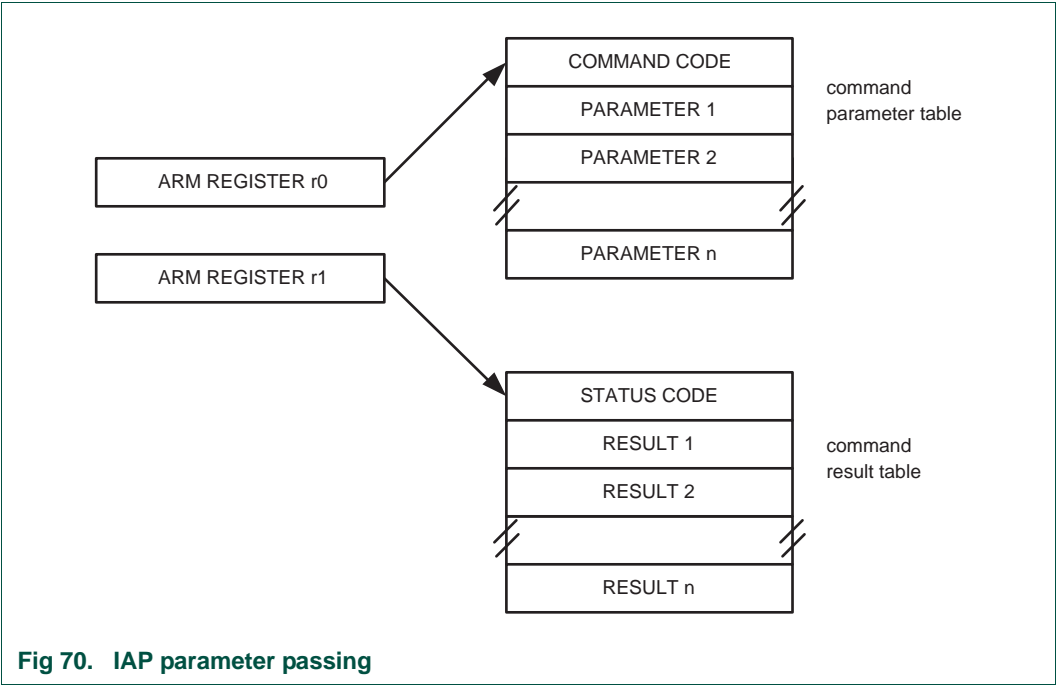 COMMAND CODE
command
parameter table
PARAMETER 1
PARAMETER 2
ARM REGISTER r0
PARAMETER n
ARM REGISTER r1
STATUS CODE
RESULT 1
command
result table
RESULT 2
RESULT n
Fig 70. IAP parameter passing